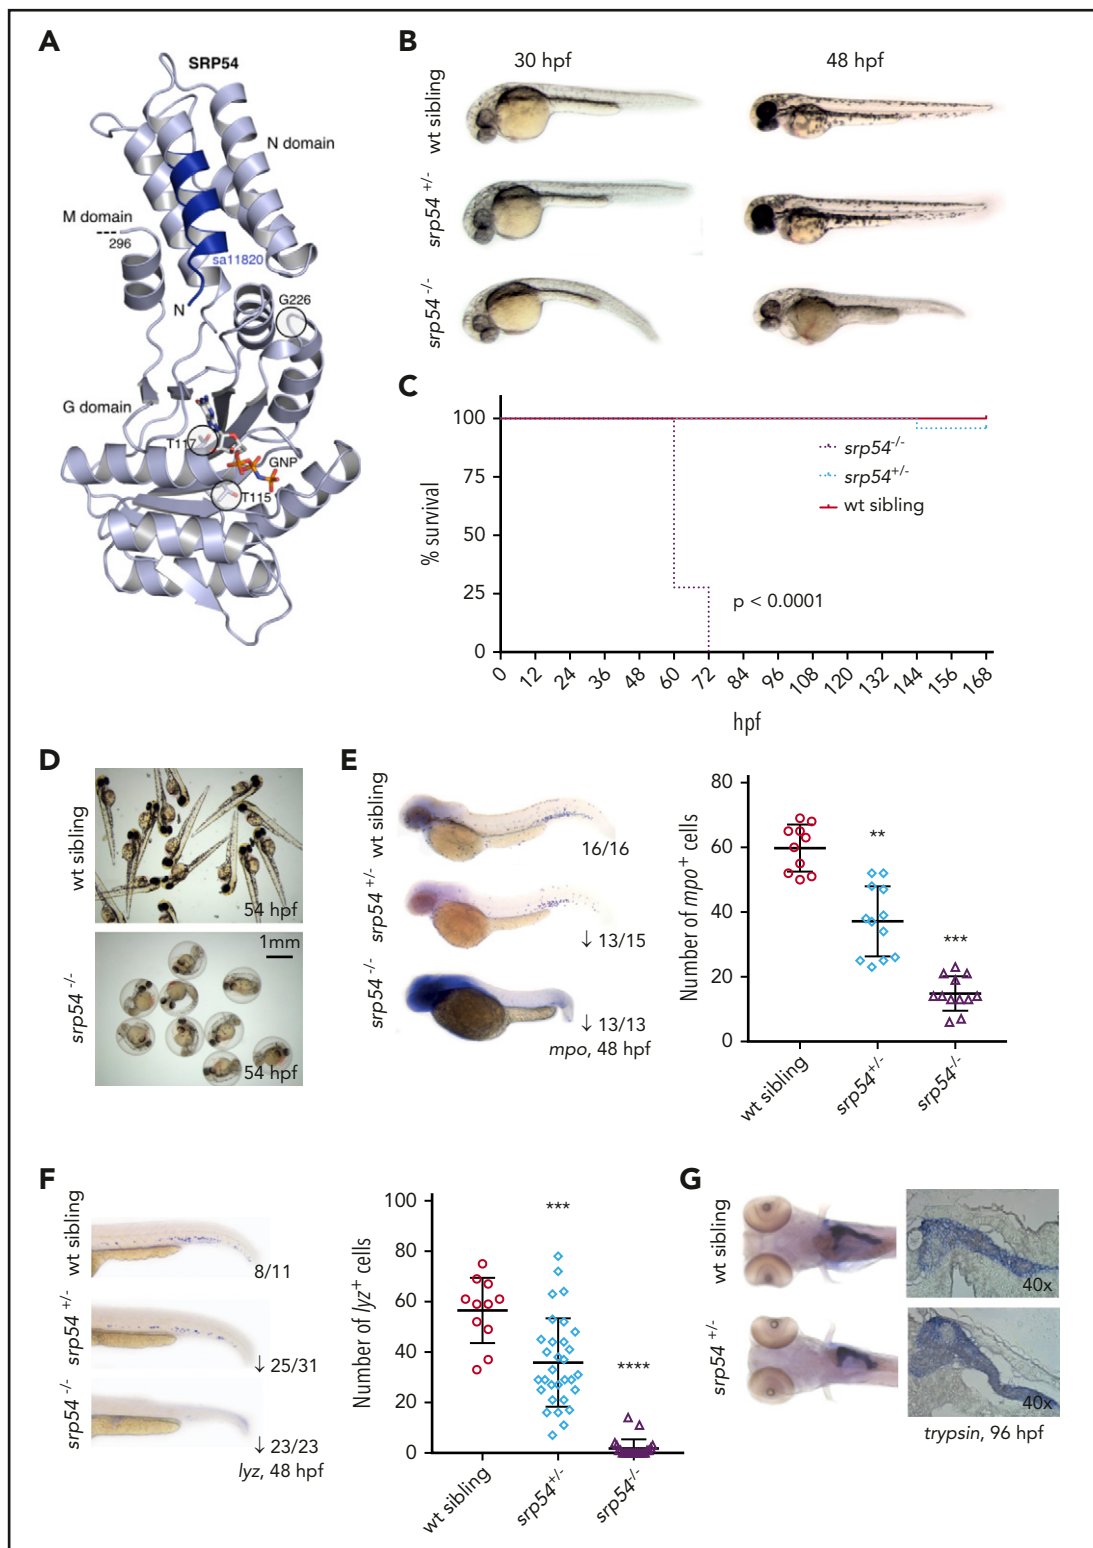 A
SRP54
N domain
M domain
296
sa11820
N
G226
G domain
T117
GNP
T115
B
30 hpf
48 hpf
wt sibling
srp54 +/-
srp54 -/-
C
% survival
100
75
50
25
0
srp54-/-
srp54+/-
wt sibling
p < 0.0001
0 12 24 36 48 60 72 84 96 108 120 132 144 156 168
hpf
D
wt sibling
54 hpf
srp54 -/-
1mm
54 hpf
E
wt sibling
16/16
srp54 +/-
↓ 13/15
srp54 -/-
↓ 13/13
mpo, 48 hpf
Number of mpo+ cells
80
60
40
20
0
**
***
wt sibling
srp54+/-
srp54-/-
F
wt sibling
8/11
srp54 +/-
↓ 25/31
srp54 -/-
↓ 23/23
lyz, 48 hpf
Number of lyz+ cells
100
80
60
40
20
0
***
****
wt sibling
srp54+/-
srp54-/-
G
wt sibling
40x
srp54 +/-
40x
trypsin, 96 hpf